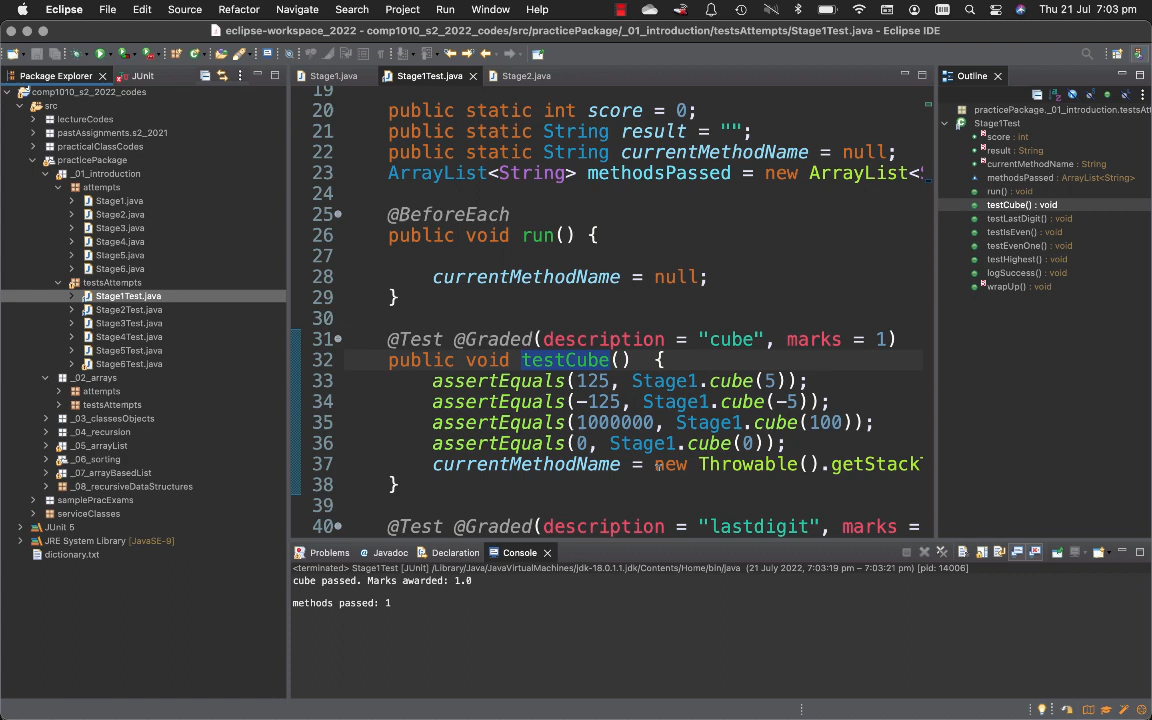 Eclipse File Edit Source Refactor Navigate Search Project Run Window Help Thu 21 Jul 7:03 pm
eclipse-workspace_2022 - comp1010_s2_2022_codes/src/practicePackage/_01_introduction/testsAttempts/Stage1Test.java - Eclipse IDE
Package Explorer JUnit
comp1010_s2_2022_codes
src
lectureCodes
pastAssignments.s2_2021
practicalClassCodes
practicePackage
_01_introduction
attempts
Stage1.java
Stage2.java
Stage3.java
Stage4.java
Stage5.java
Stage6.java
testsAttempts
Stage1Test.java
Stage2Test.java
Stage3Test.java
Stage4Test.java
Stage5Test.java
Stage6Test.java
_02_arrays
attempts
testsAttempts
_03_classesObjects
_04_recursion
_05_arrayList
_06_sorting
_07_arrayBasedList
_08_recursiveDataStructures
samplePracExams
serviceClasses
JUnit 5
JRE System Library [JavaSE-9]
dictionary.txt
Stage1.java Stage1Test.java Stage2.java
19
20 public static int score = 0;
21 public static String result = "";
22 public static String currentMethodName = null;
23 ArrayList<String> methodsPassed = new ArrayList<
24
25 @BeforeEach
26 public void run() {
27
28 currentMethodName = null;
29 }
30
31 @Test @Graded(description = "cube", marks = 1)
32 public void testCube() {
33 assertEquals(125, Stage1.cube(5));
34 assertEquals(-125, Stage1.cube(-5));
35 assertEquals(1000000, Stage1.cube(100));
36 assertEquals(0, Stage1.cube(0));
37 currentMethodName = new Throwable().getStack
38 }
39
40 @Test @Graded(description = "lastdigit", marks =
Outline
practicePackage._01_introduction.testsAt
Stage1Test
score : int
result : String
currentMethodName : String
methodsPassed : ArrayList<String>
run() : void
testCube() : void
testLastDigit() : void
testIsEven() : void
testEvenOne() : void
testHighest() : void
logSuccess() : void
wrapUp() : void
Problems Javadoc Declaration Console
<terminated> Stage1Test [JUnit] /Library/Java/JavaVirtualMachines/jdk-18.0.1.1.jdk/Contents/Home/bin/java (21 July 2022, 7:03:19 pm – 7:03:21 pm) [pid: 14006]
cube passed. Marks awarded: 1.0
methods passed: 1